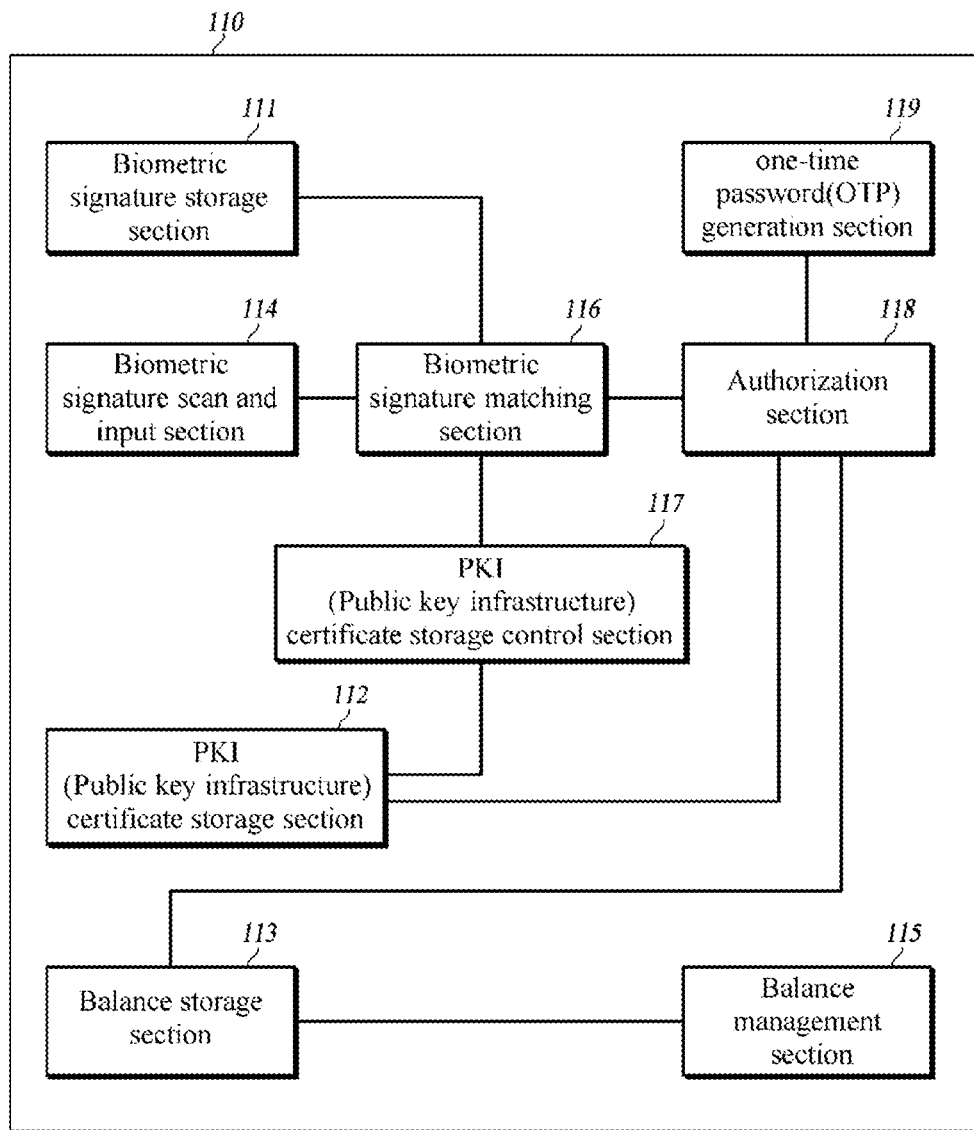 110
111
Biometric
signature storage
section
119
one-time
password(OTP)
generation section
114
Biometric
signature scan and
input section
116
Biometric
signature matching
section
118
Authorization
section
117
PKI
(Public key infrastructure)
certificate storage control section
112
PKI
(Public key infrastructure)
certificate storage section
113
Balance storage
section
115
Balance
management
section